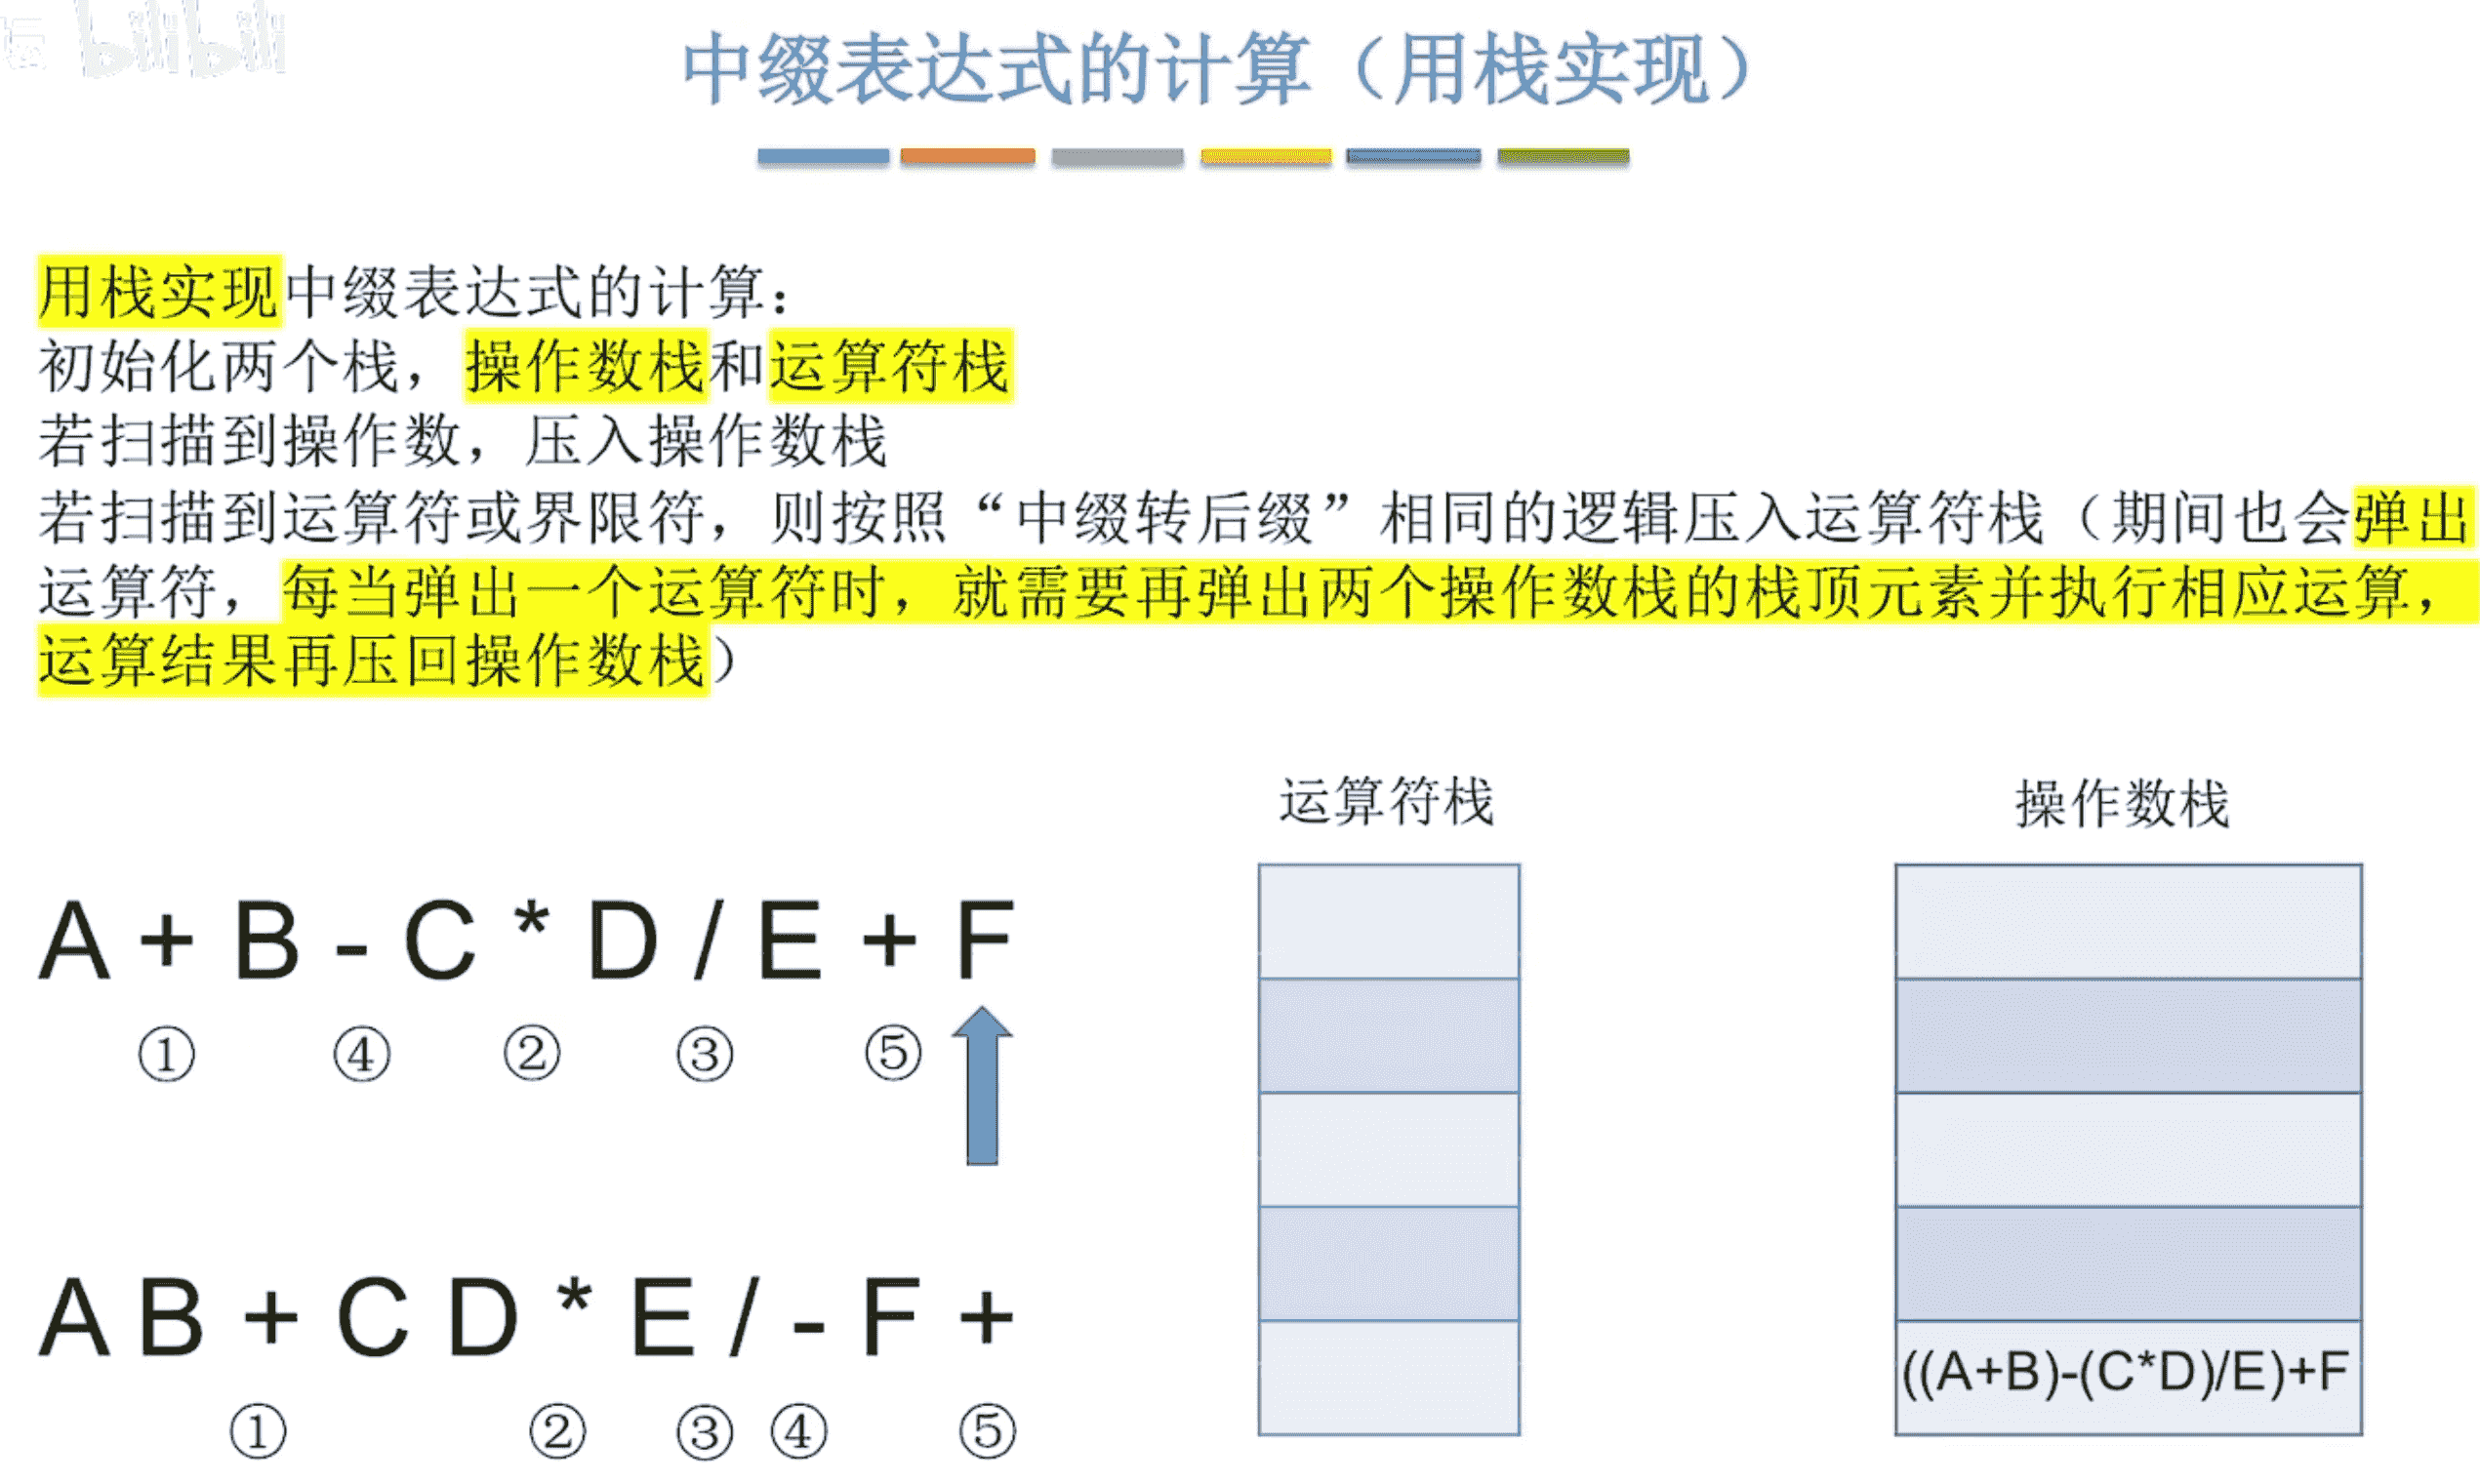 bilibili
中缀表达式的计算（用栈实现）
用栈实现中缀表达式的计算：
初始化两个栈，操作数栈和运算符栈
若扫描到操作数，压入操作数栈
若扫描到运算符或界限符，则按照“中缀转后缀”相同的逻辑压入运算符栈（期间也会弹出
运算符，每当弹出一个运算符时，就需要再弹出两个操作数栈的栈顶元素并执行相应运算，
运算结果再压回操作数栈）
运算符栈
操作数栈
A + B - C * D / E + F
① ④ ② ③ ⑤
A B + C D * E / - F +
① ② ③ ④ ⑤
((A+B)-(C*D)/E)+F